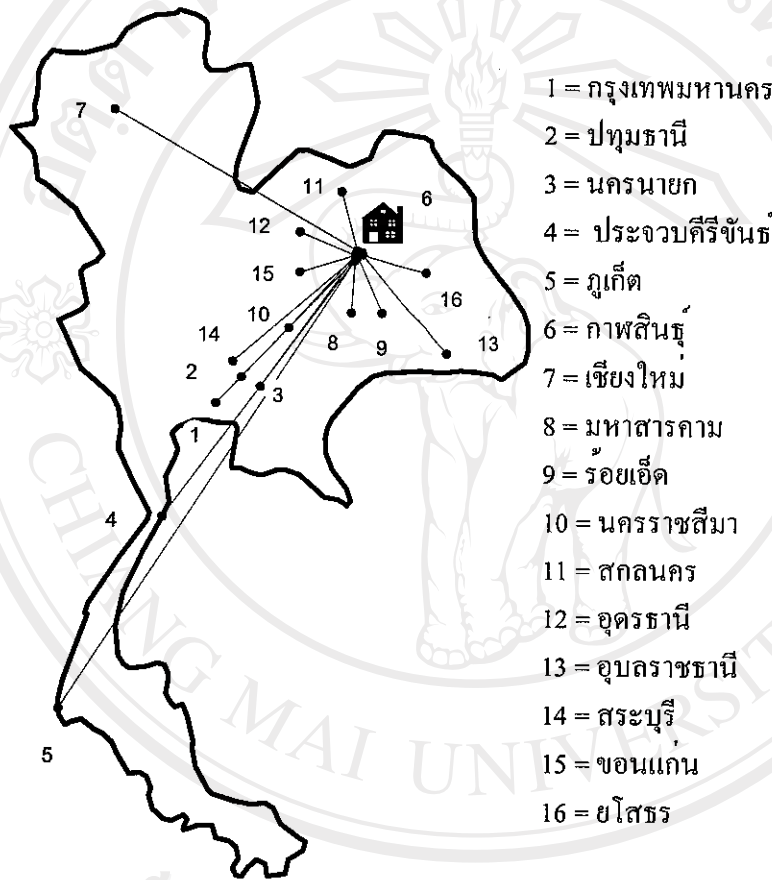 1 = กรุงเทพมหานคร
2 = ปทุมธานี
3 = นครนายก
4 = ประจวบคีรีขันธ์
5 = ภูเก็ต
6 = กาฬสินธุ์
7 = เชียงใหม่
8 = มหาสารคาม
9 = ร้อยเอ็ด
10 = นครราชสีมา
11 = สกลนคร
12 = อุดรธานี
13 = อุบลราชธานี
14 = สระบุรี
15 = ขอนแก่น
16 = ยโสธร
7
11
6
12
15
16
10
14
8
9
13
2
3
1
4
5
CHIANG MAI UNIVERSIT